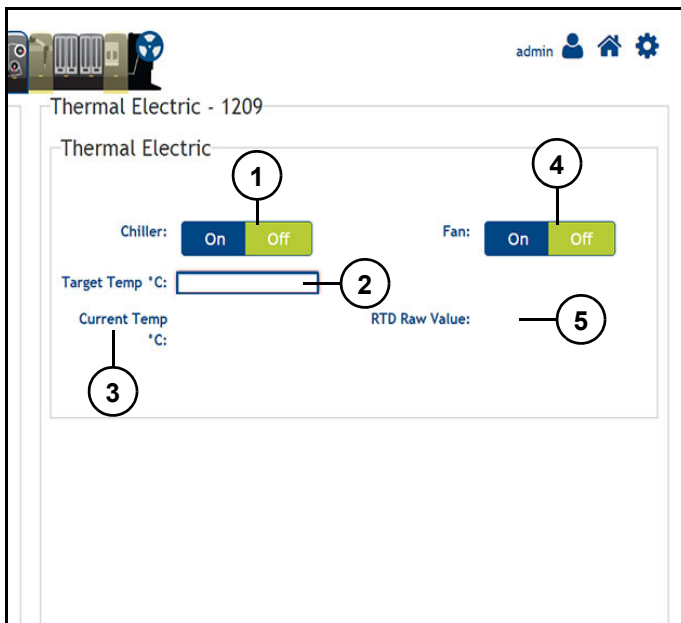 admin
Thermal Electric - 1209
Thermal Electric
1
4
Chiller: On Off
Fan: On Off
Target Temp °C:
2
Current Temp
°C:
RTD Raw Value:
5
3